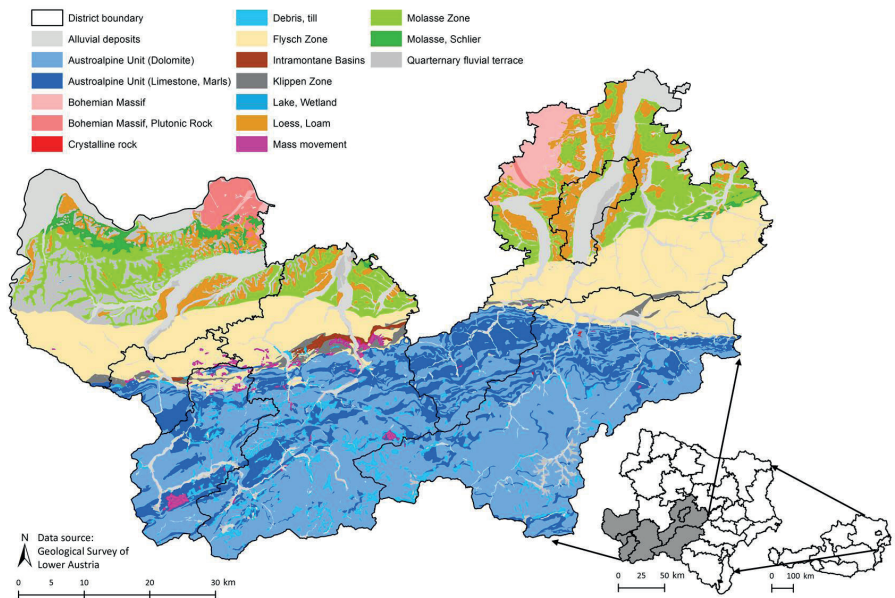 District boundary
Alluvial deposits
Austroalpine Unit (Dolomite)
Austroalpine Unit (Limestone, Marls)
Bohemian Massif
Bohemian Massif, Plutonic Rock
Crystalline rock
Debris, till
Flysch Zone
Intramontane Basins
Klippen Zone
Lake, Wetland
Loess, Loam
Mass movement
Molasse Zone
Molasse, Schlier
Quarternary fluvial terrace
N
Data source:
Geological Survey of
Lower Austria
0 5 10 20 30 km
0 25 50 km
0 100 km